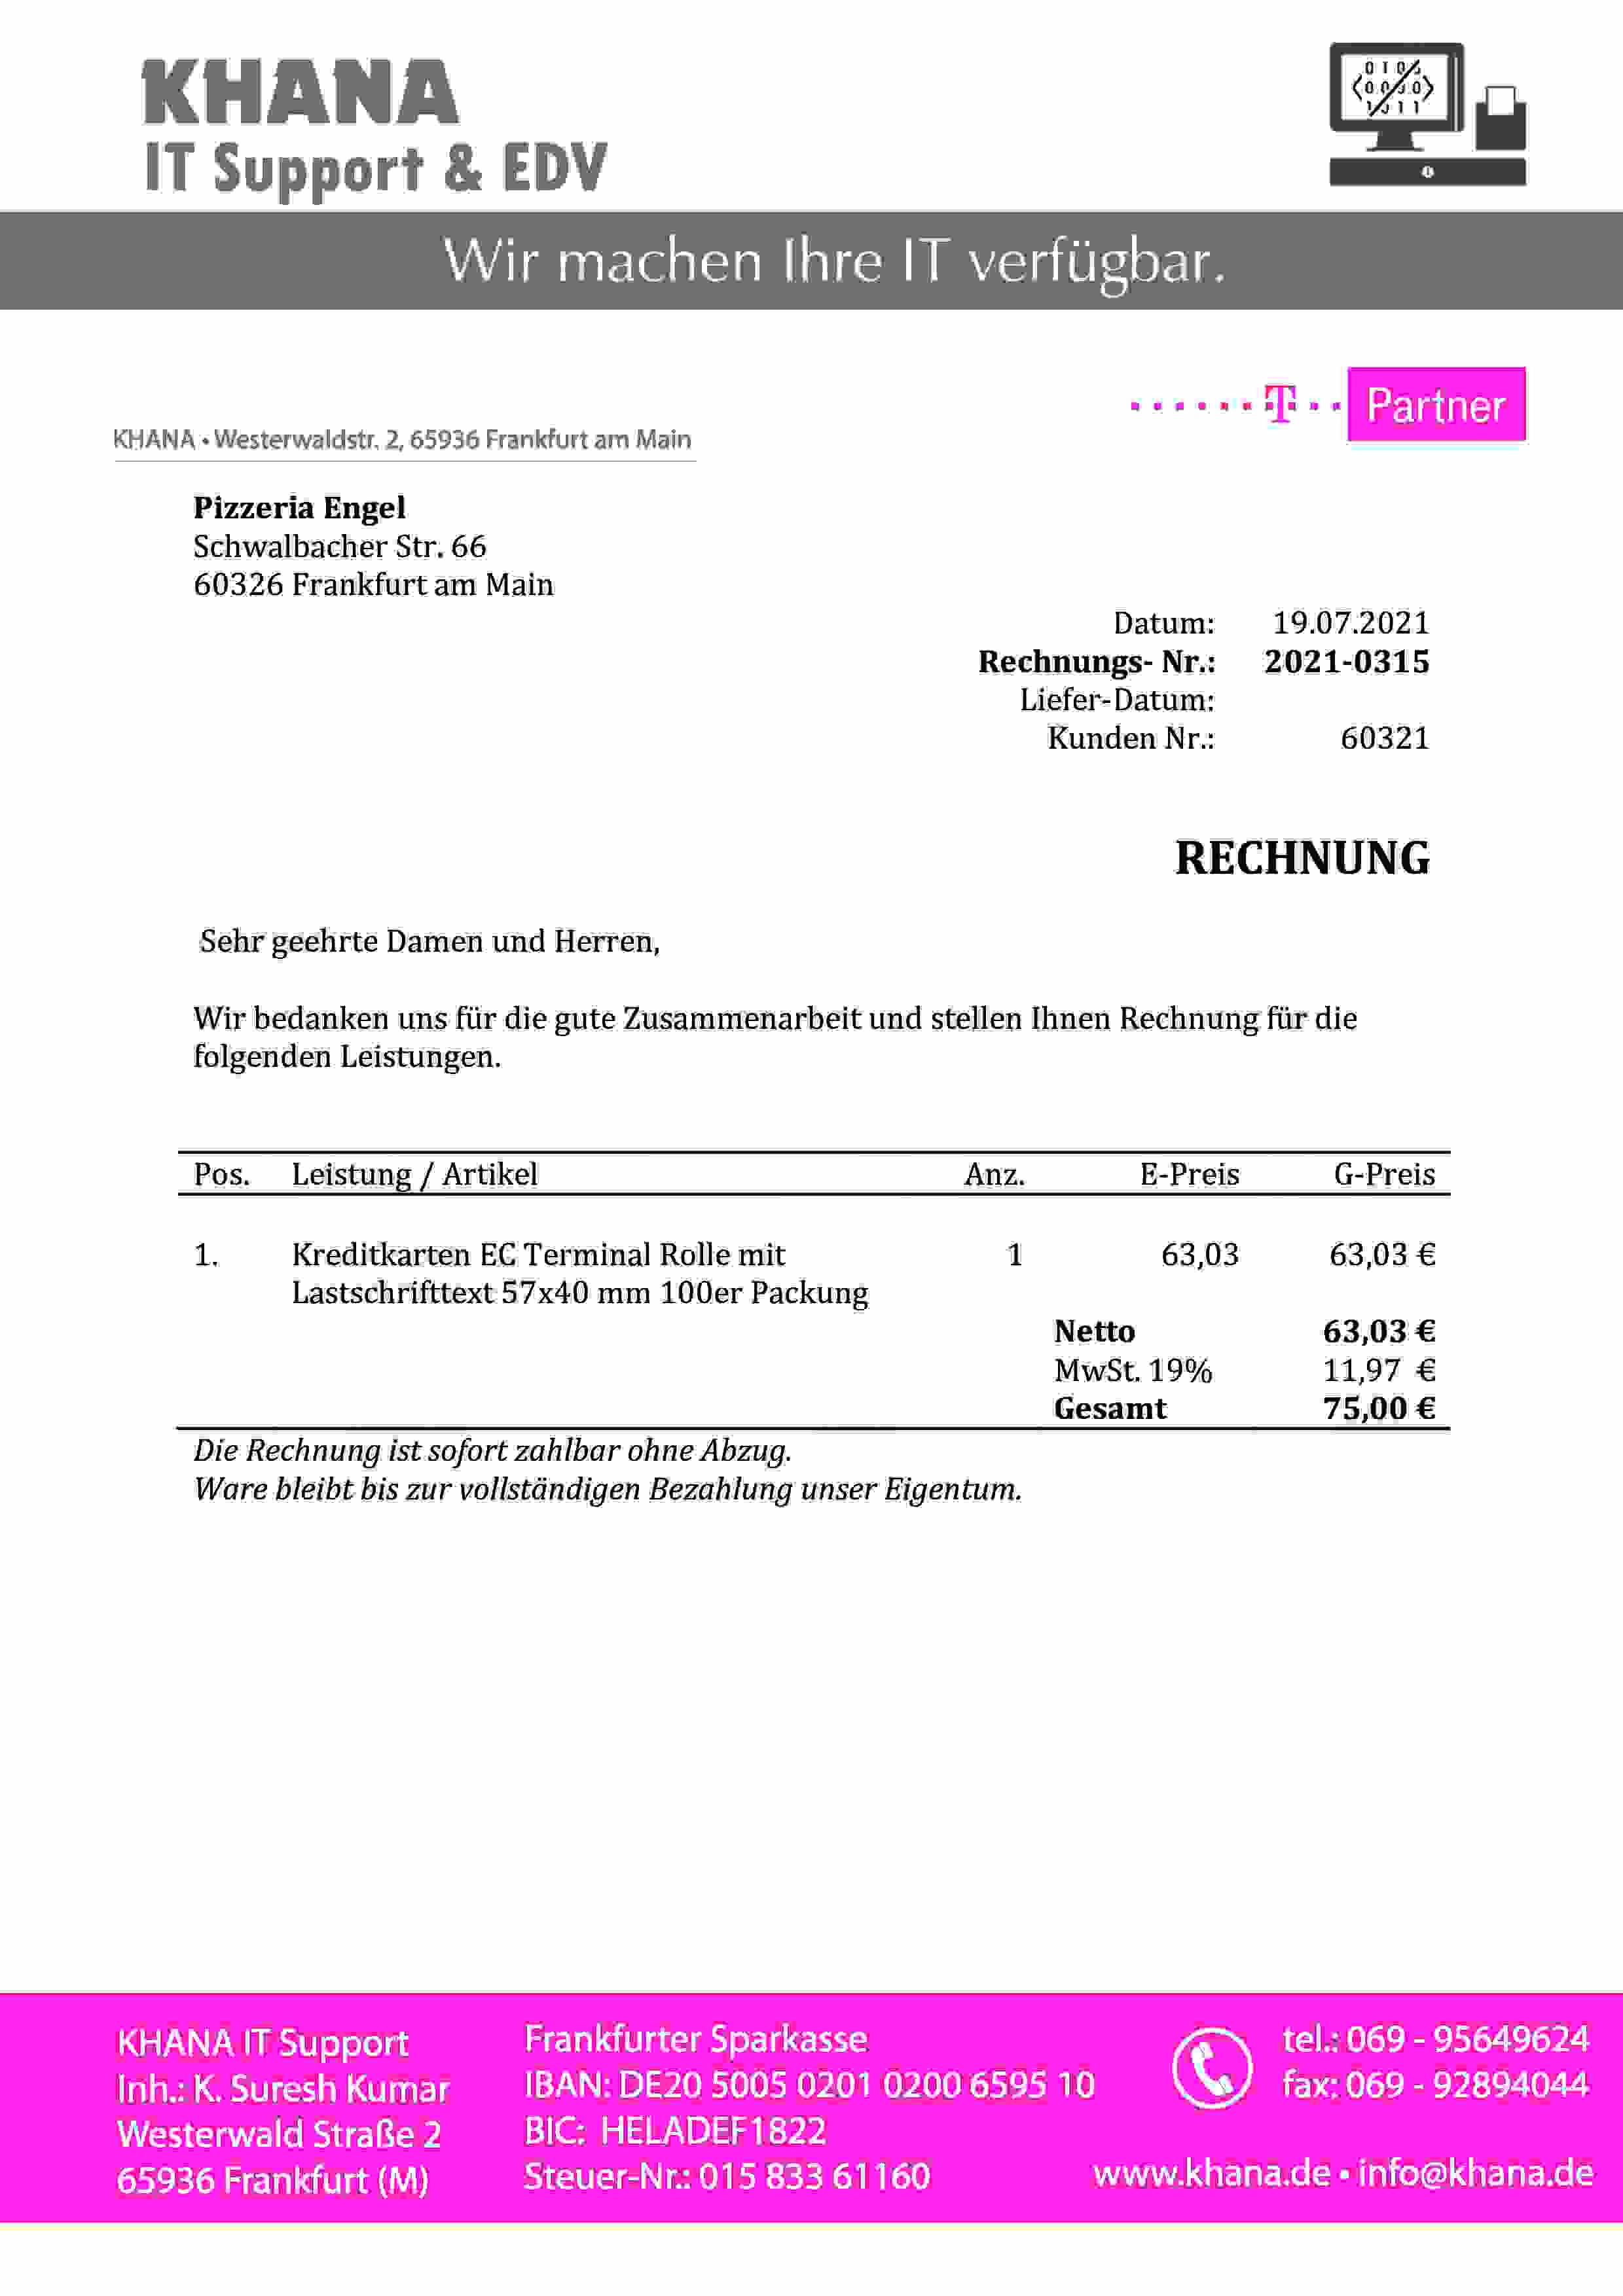 KHANA
IT Support & EDV
Wir machen Ihre IT verfügbar.
T Partner
KHANA • Westerwaldstr. 2, 65936 Frankfurt am Main
Pizzeria Engel
Schwalbacher Str. 66
60326 Frankfurt am Main
Datum: 19.07.2021
Rechnungs- Nr.: 2021-0315
Liefer-Datum:
Kunden Nr.: 60321
RECHNUNG
Sehr geehrte Damen und Herren,
Wir bedanken uns für die gute Zusammenarbeit und stellen Ihnen Rechnung für die
folgenden Leistungen.
Pos. Leistung / Artikel Anz. E-Preis G-Preis
1. Kreditkarten EC Terminal Rolle mit 1 63,03 63,03 €
Lastschrifttext 57x40 mm 100er Packung
Netto 63,03 €
MwSt. 19% 11,97 €
Gesamt 75,00 €
Die Rechnung ist sofort zahlbar ohne Abzug.
Ware bleibt bis zur vollständigen Bezahlung unser Eigentum.
KHANA IT Support
Inh.: K. Suresh Kumar
Westerwald Straße 2
65936 Frankfurt (M)
Frankfurter Sparkasse
IBAN: DE20 5005 0201 0200 6595 10
BIC: HELADEF1822
Steuer-Nr.: 015 833 61160
tel.: 069 - 95649624
fax: 069 - 92894044
www.khana.de • info@khana.de